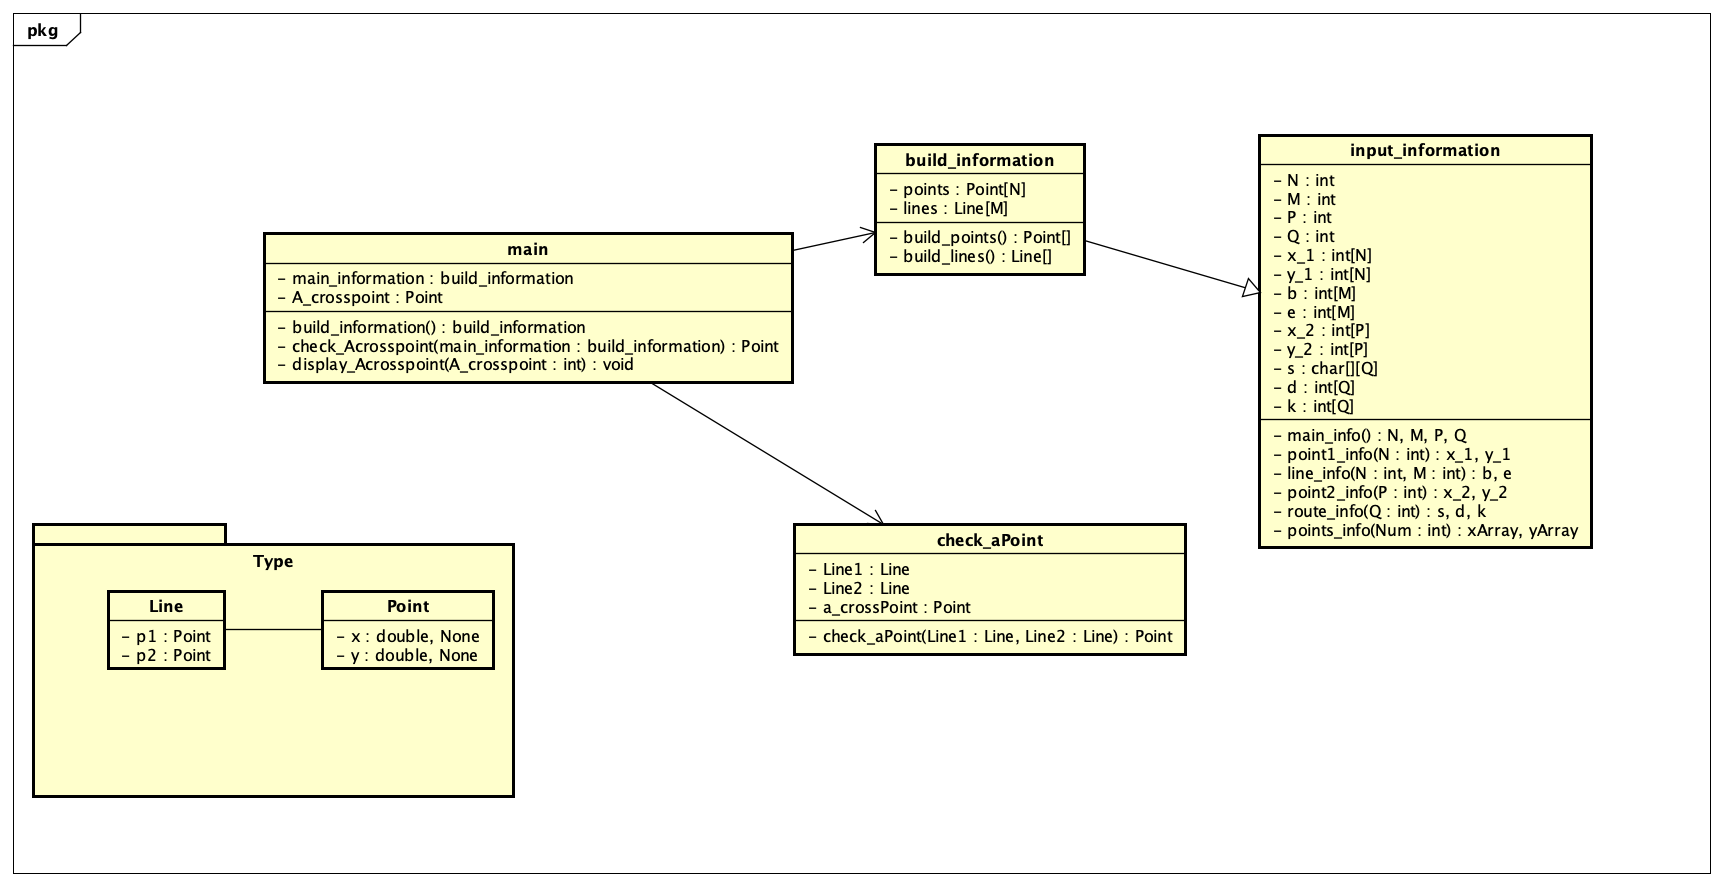 pkg
main
- main_information : build_information
- A_crosspoint : Point
- build_information() : build_information
- check_Acrosspoint(main_information : build_information) : Point
- display_Acrosspoint(A_crosspoint : int) : void
build_information
- points : Point[N]
- lines : Line[M]
- build_points() : Point[]
- build_lines() : Line[]
input_information
- N : int
- M : int
- P : int
- Q : int
- x_1 : int[N]
- y_1 : int[N]
- b : int[M]
- e : int[M]
- x_2 : int[P]
- y_2 : int[P]
- s : char[][Q]
- d : int[Q]
- k : int[Q]
- main_info() : N, M, P, Q
- point1_info(N : int) : x_1, y_1
- line_info(N : int, M : int) : b, e
- point2_info(P : int) : x_2, y_2
- route_info(Q : int) : s, d, k
- points_info(Num : int) : xArray, yArray
Type
Line
- p1 : Point
- p2 : Point
Point
- x : double, None
- y : double, None
check_aPoint
- Line1 : Line
- Line2 : Line
- a_crossPoint : Point
- check_aPoint(Line1 : Line, Line2 : Line) : Point